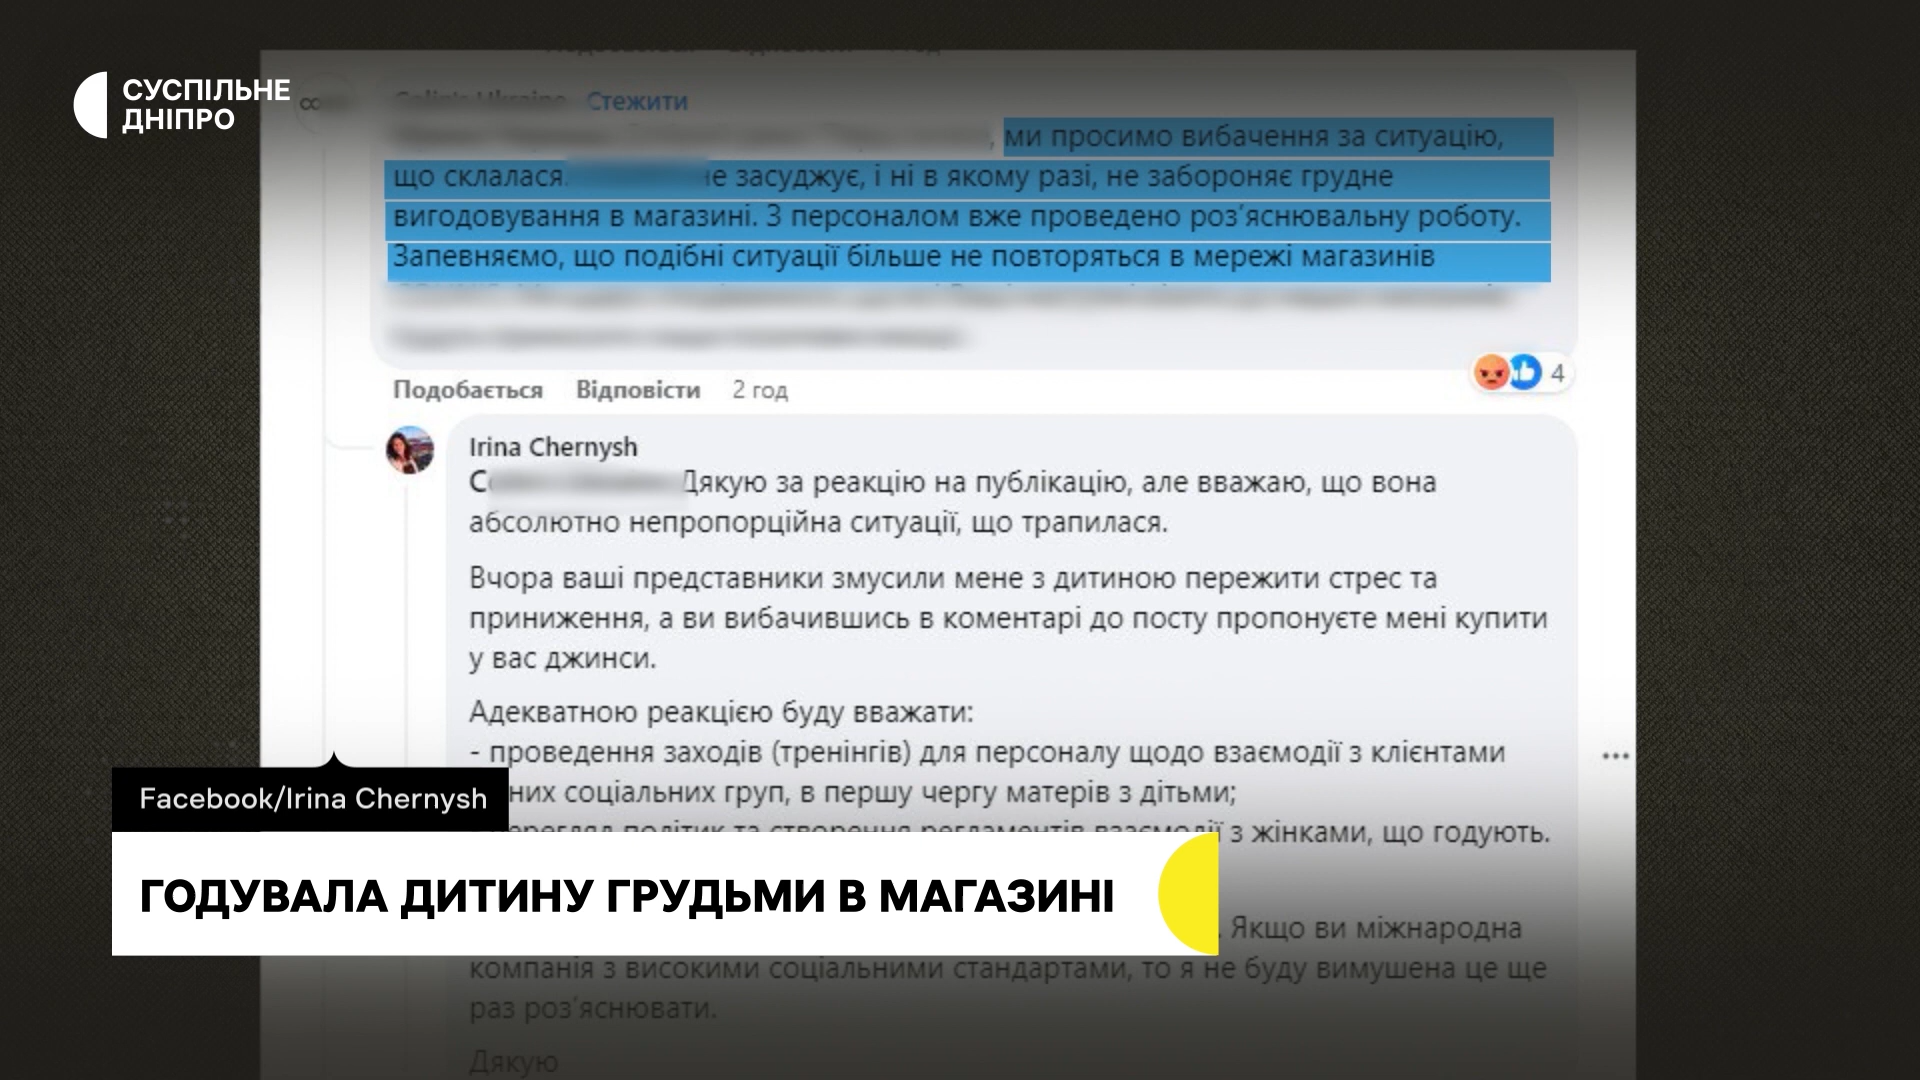 СУСПІЛЬНЕ
ДНІПРО
Стежити
, ми просимо вибачення за ситуацію,
що склалася. не засуджує, і ні в якому разі, не забороняє грудне
вигодовування в магазині. З персоналом вже проведено роз’яснювальну роботу.
Запевняємо, що подібні ситуації більше не повторяться в мережі магазинів
4
Подобається Відповісти 2 год
Irina Chernysh
Дякую за реакцію на публікацію, але вважаю, що вона
абсолютно непропорційна ситуації, що трапилася.
Вчора ваші представники змусили мене з дитиною пережити стрес та
приниження, а ви вибачившись в коментарі до посту пропонуєте мені купити
у вас джинси.
Адекватною реакцією буду вважати:
- проведення заходів (тренінгів) для персоналу щодо взаємодії з клієнтами
соціальних груп, в першу чергу матерів з дітьми;
політик та створення регламентів взаємодії з жінками, що годують.
Facebook/Irina Chernysh
ГОДУВАЛА ДИТИНУ ГРУДЬМИ В МАГАЗИНІ
. Якщо ви міжнародна
компанія з високими соціальними стандартами, то я не буду вимушена це ще
раз роз’яснювати.
Дякую